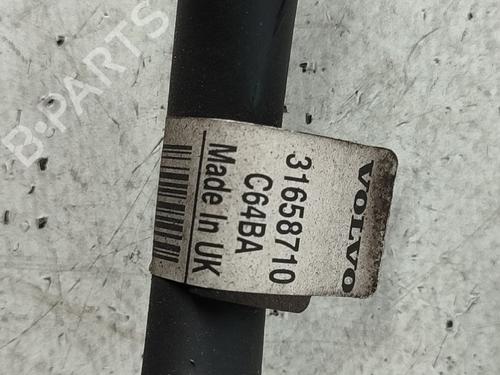 VOLVO
31658710
C64BA
Made In UK
B-PARTS